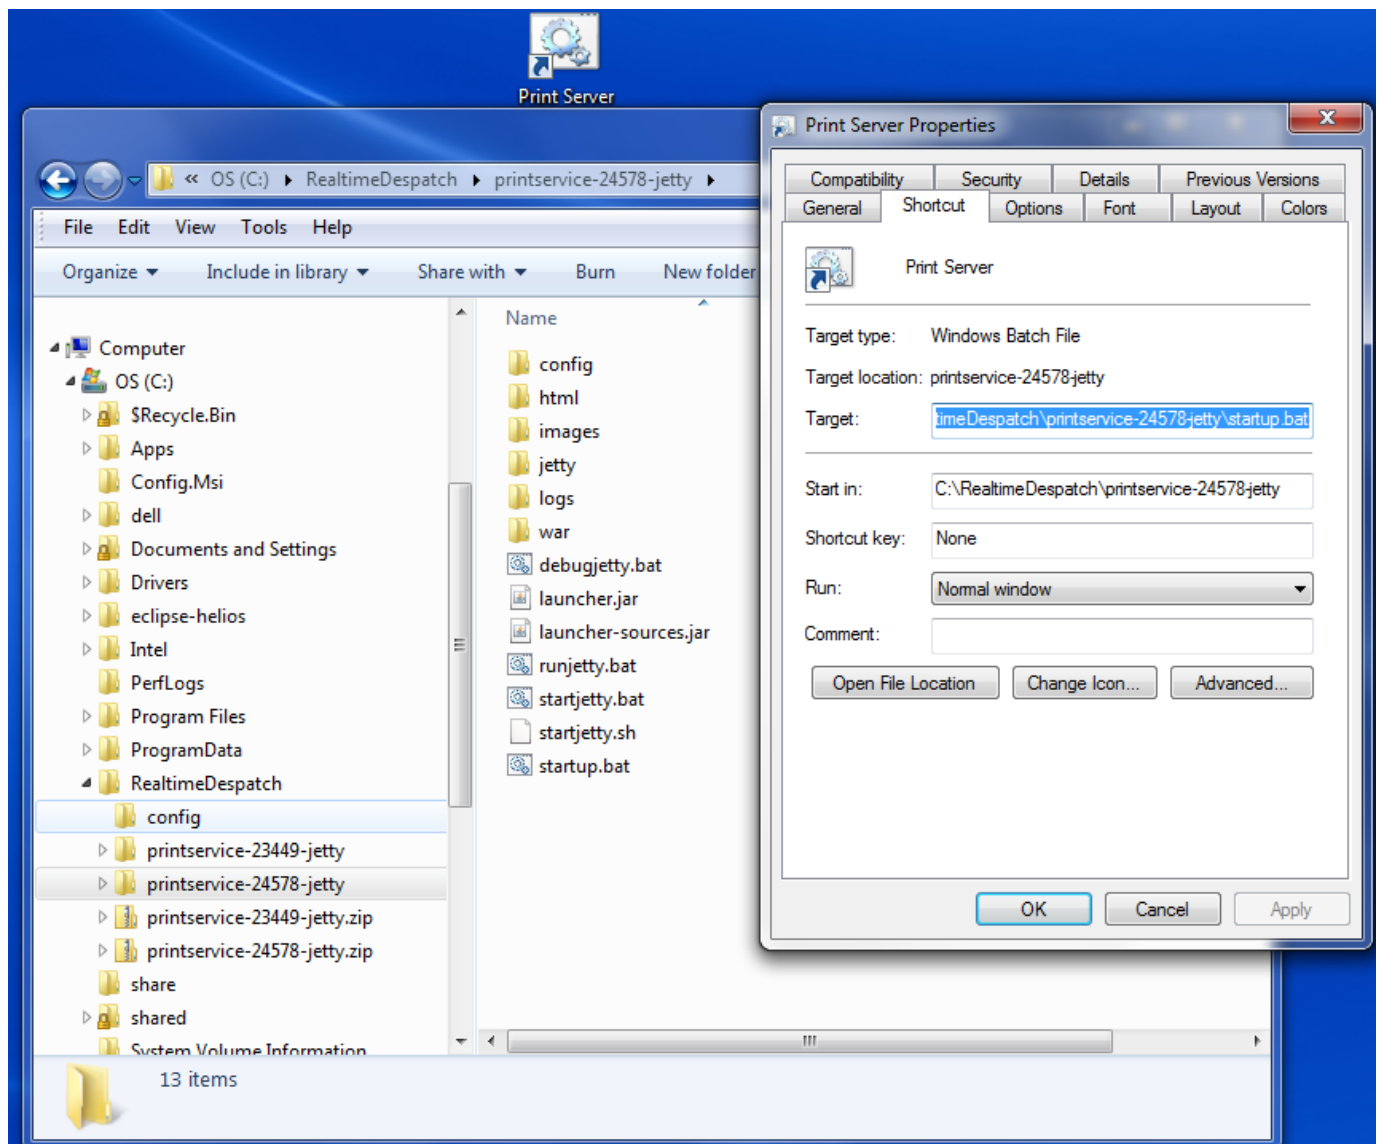 Print Server
« OS (C:) RealtimeDespatch printservice-24578-jetty
File Edit View Tools Help
Organize Include in library Share with Burn New folder
Computer
OS (C:)
$Recycle.Bin
Apps
Config.Msi
dell
Documents and Settings
Drivers
eclipse-helios
Intel
PerfLogs
Program Files
ProgramData
RealtimeDespatch
config
printservice-23449-jetty
printservice-24578-jetty
printservice-23449-jetty.zip
printservice-24578-jetty.zip
share
shared
System Volume Information
Name
config
html
images
jetty
logs
war
debugjetty.bat
launcher.jar
launcher-sources.jar
runjetty.bat
startjetty.bat
startjetty.sh
startup.bat
13 items
Print Server Properties
Compatibility Security Details Previous Versions
General Shortcut Options Font Layout Colors
Print Server
Target type: Windows Batch File
Target location: printservice-24578-jetty
Target: timeDespatch\printservice-24578-jetty\startup.bat
Start in: C:\RealtimeDespatch\printservice-24578-jetty
Shortcut key: None
Run: Normal window
Comment:
Open File Location Change Icon... Advanced...
OK Cancel Apply